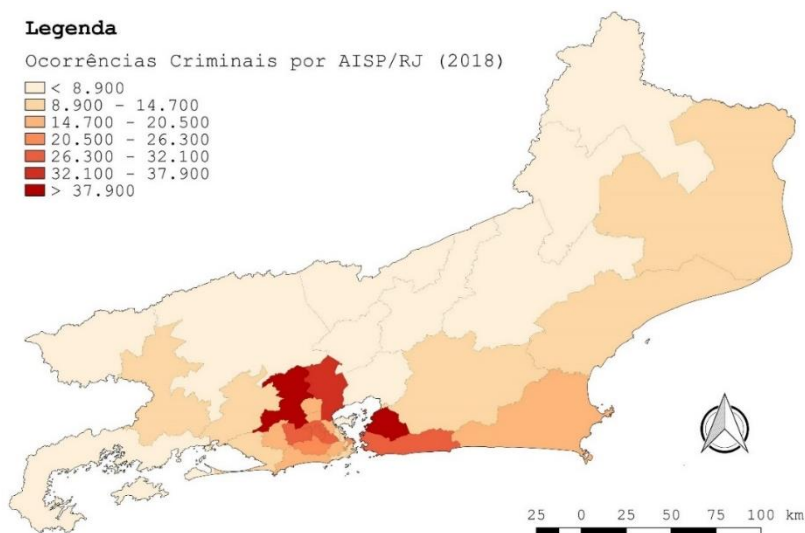 Legenda
Ocorrências Criminais por AISP/RJ (2018)
< 8.900
8.900 - 14.700
14.700 - 20.500
20.500 - 26.300
26.300 - 32.100
32.100 - 37.900
> 37.900
25 0 25 50 75 100 km